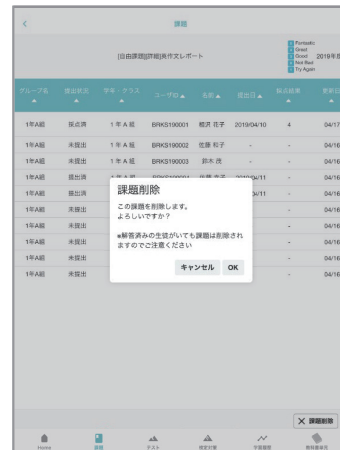 課題
[自由課題][詳細]英作文レポート
Fantastic
Great
Good
Not Bad
Try Again
2019年度
グループ名 提出状況 学年・クラス ユーザID 名前 提出日 採点結果 更新日
1年A組 採点済 1年A組 BRKS190001 相沢 花子 2019/04/10 4 04/17
1年A組 未提出 1年A組 BRKS190002 佐藤 和子 - - 04/16
1年A組 未提出 1年A組 BRKS190003 鈴木 茂 - - 04/16
1年A組 提出済 - 04/16
1年A組 提出済 - 04/16
1年A組 未提出 - 04/16
1年A組 未提出 - 04/16
1年A組 未提出 - 04/16
1年A組 未提出 - 04/16
1年A組 未提出 - 04/16
課題削除
この課題を削除します。
よろしいですか？
※解答済みの生徒がいても課題は削除され
ますのでご注意ください
キャンセル OK
課題削除
Home 課題 テスト 検定対策 学習履歴